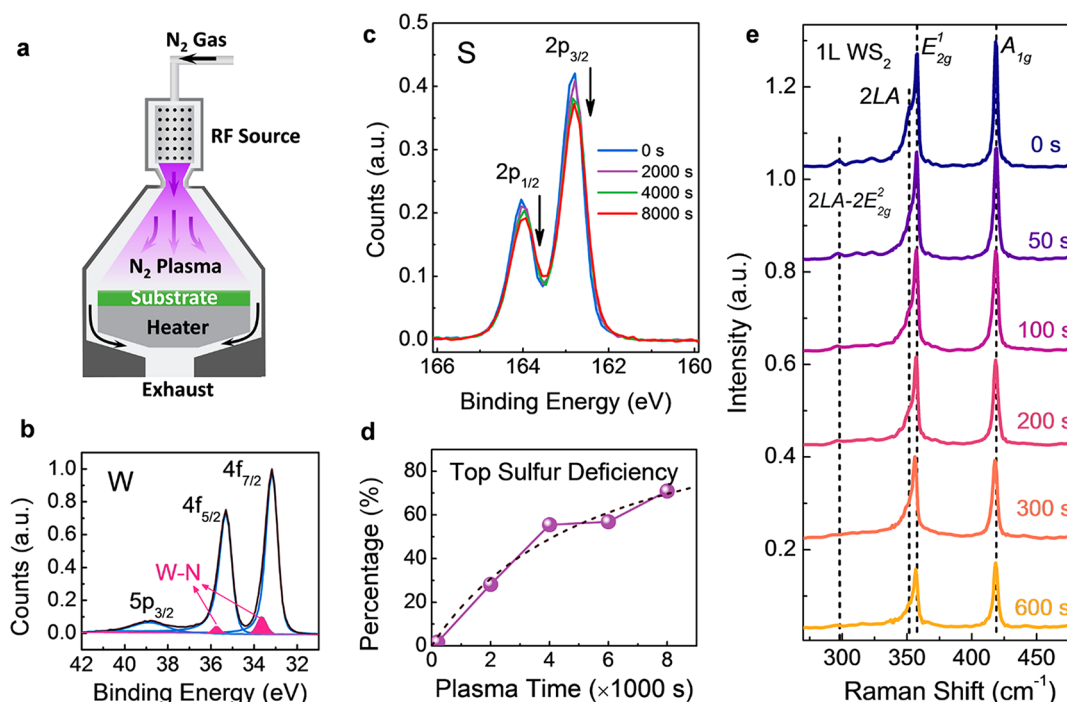 a
N₂ Gas
RF Source
N₂ Plasma
Substrate
Heater
Exhaust
b
W
4f₇/₂
4f₅/₂
W-N
5p₃/₂
Counts (a.u.)
1.0
0.8
0.6
0.4
0.2
0.0
42 40 38 36 34 32
Binding Energy (eV)
c
S
2p₃/₂
2p₁/₂
0 s
2000 s
4000 s
8000 s
Counts (a.u.)
0.5
0.4
0.3
0.2
0.1
0.0
166 164 162 160
Binding Energy (eV)
d
Top Sulfur Deficiency
Percentage (%)
80
60
40
20
0
0 2 4 6 8
Plasma Time (×1000 s)
e
1L WS₂
E¹₂g
A₁g
2LA
2LA-2E²₂g
0 s
50 s
100 s
200 s
300 s
600 s
Intensity (a.u.)
1.2
1.0
0.8
0.6
0.4
0.2
300 350 400 450
Raman Shift (cm⁻¹)